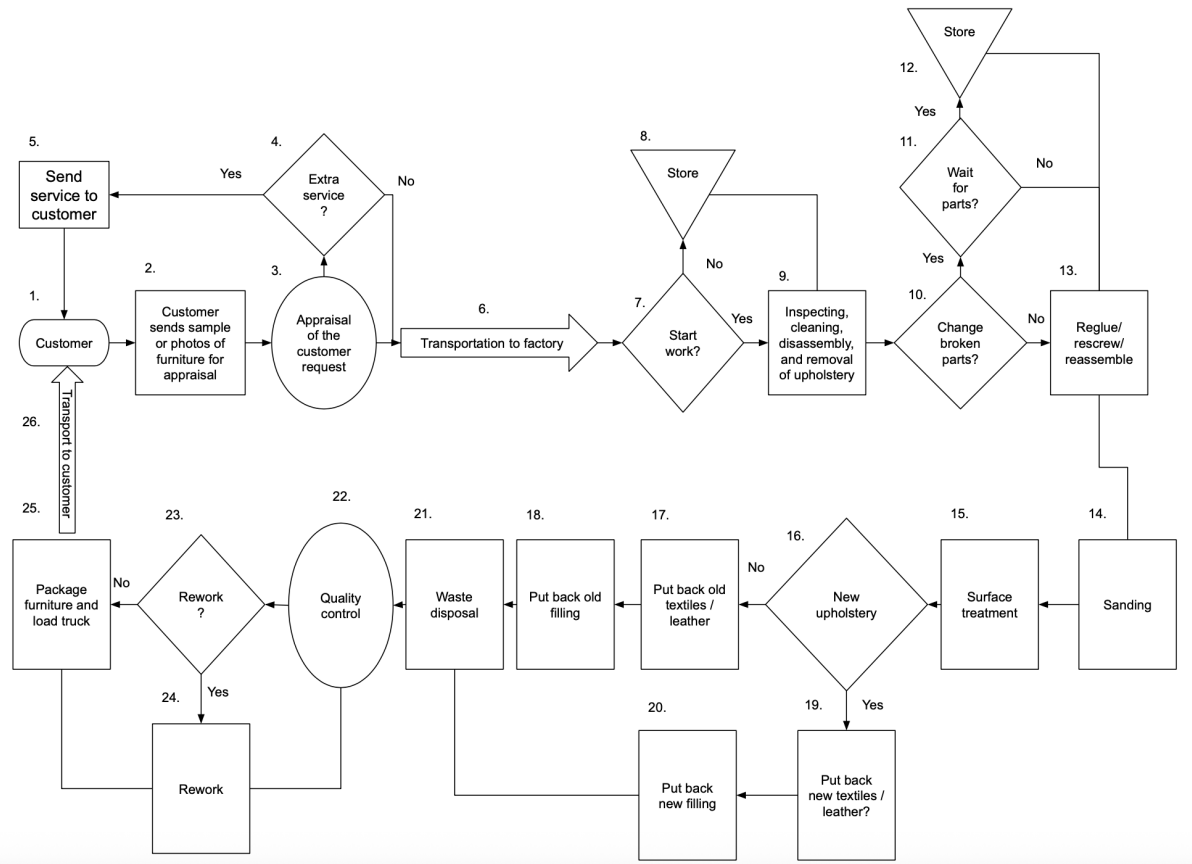 12.
Store
5.
Send
service to
customer
Yes
4.
Extra
service
?
No
8.
Store
No
11.
Yes
Wait
for
parts?
No
Yes
1.
Customer
2.
Customer
sends sample
or photos of
furniture for
appraisal
3.
Appraisal
of the
customer
request
6.
Transportation to factory
7.
Start
work?
Yes
9.
Inspecting,
cleaning,
disassembly,
and removal
of upholstery
10.
Change
broken
parts?
No
13.
Reglue/
rescrew/
reassemble
26.
Transport to customer
25.
Package
furniture and
load truck
No
23.
Rework
?
Yes
24.
Rework
22.
Quality
control
21.
Waste
disposal
18.
Put back old
filling
17.
Put back old
textiles /
leather
No
16.
New
upholstery
Yes
15.
Surface
treatment
14.
Sanding
20.
Put back
new filling
19.
Put back
new textiles /
leather?